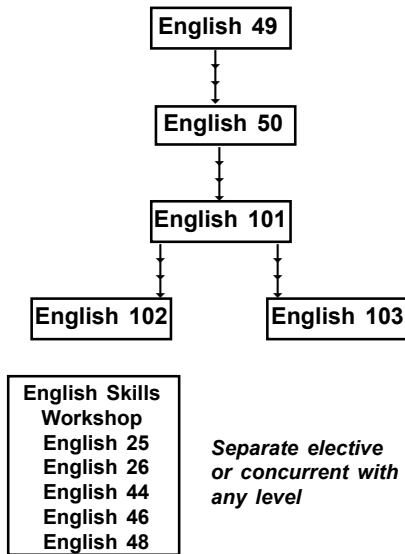 English 49
English 50
English 101
English 102
English 103
English Skills
Workshop
English 25
English 26
English 44
English 46
English 48
Separate elective
or concurrent with
any level